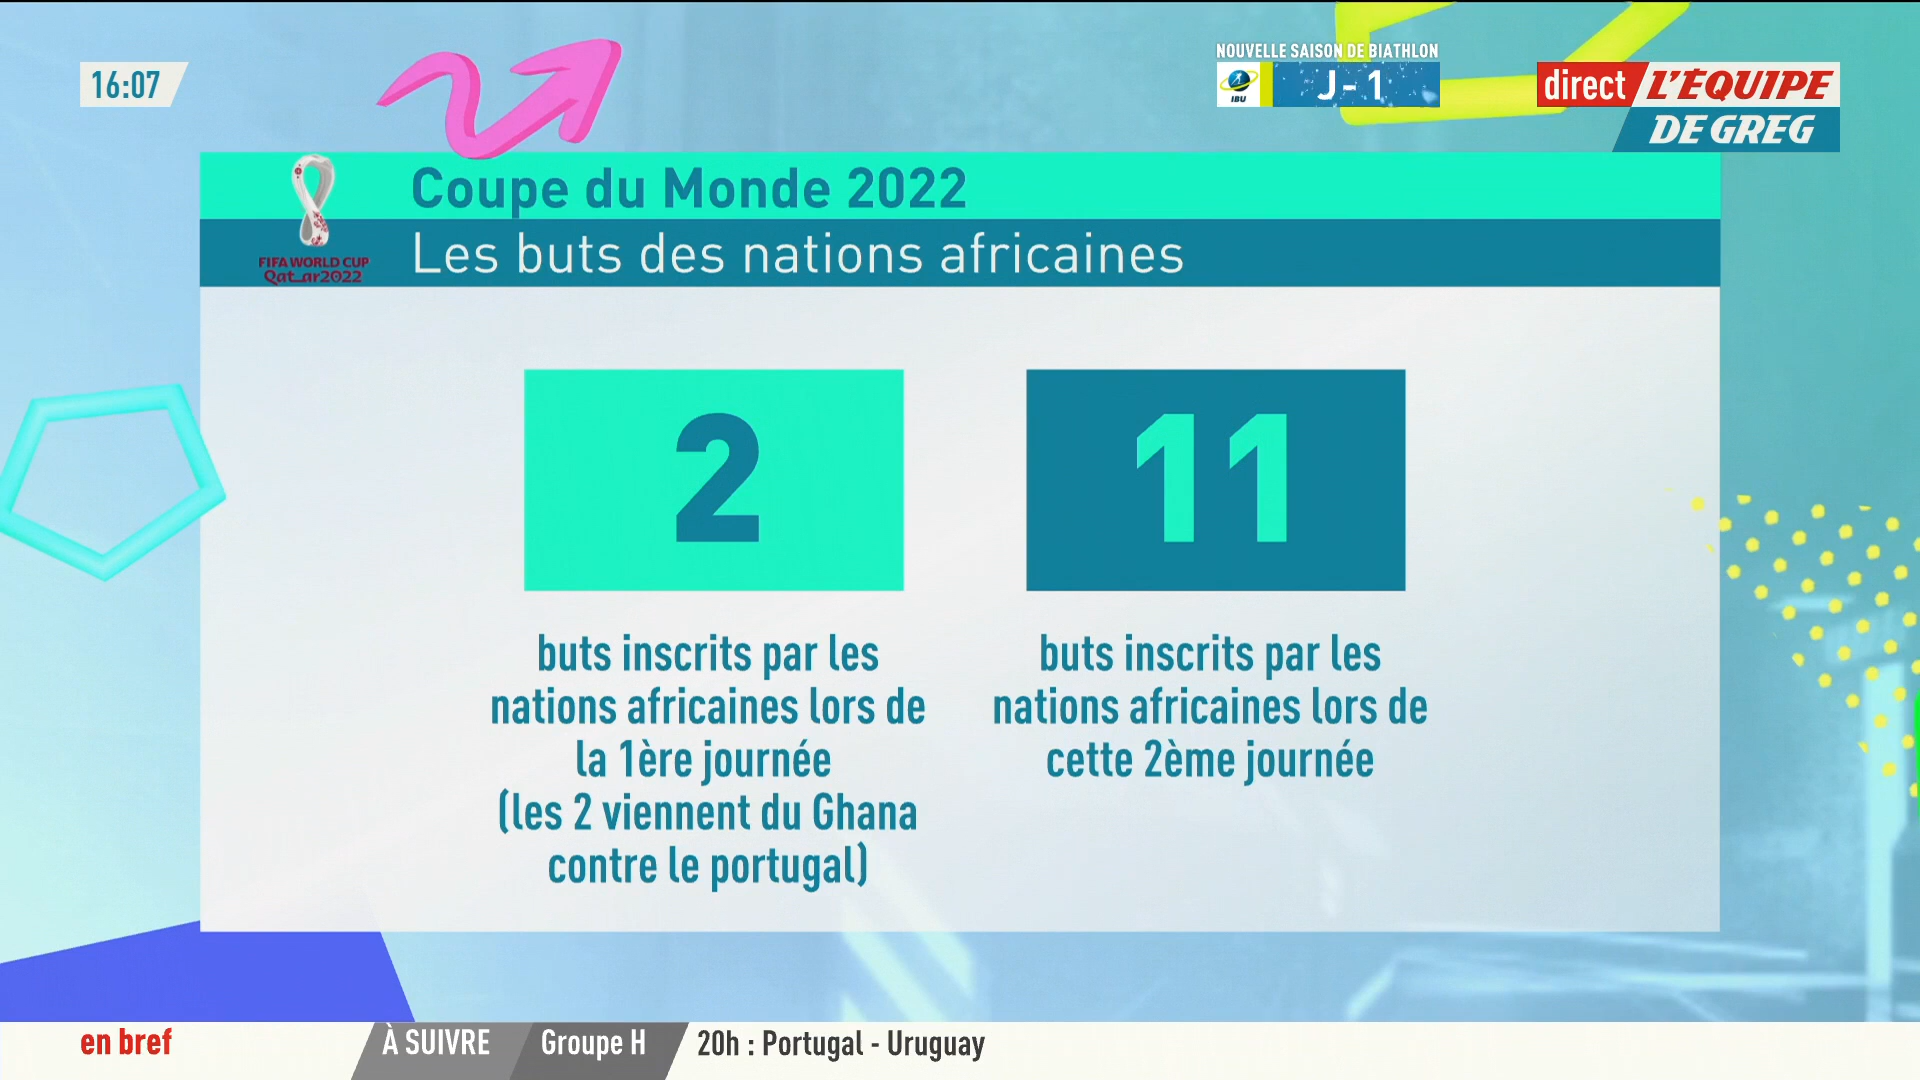 16:07
NOUVELLE SAISON DE BIATHLON
IBU
J-1
direct L'ÉQUIPE
DE GREG
Coupe du Monde 2022
Les buts des nations africaines
FIFA WORLD CUP
Qatar2022
2
buts inscrits par les
nations africaines lors de
la 1ère journée
(les 2 viennent du Ghana
contre le portugal)
11
buts inscrits par les
nations africaines lors de
cette 2ème journée
en bref
À SUIVRE
Groupe H
20h : Portugal - Uruguay